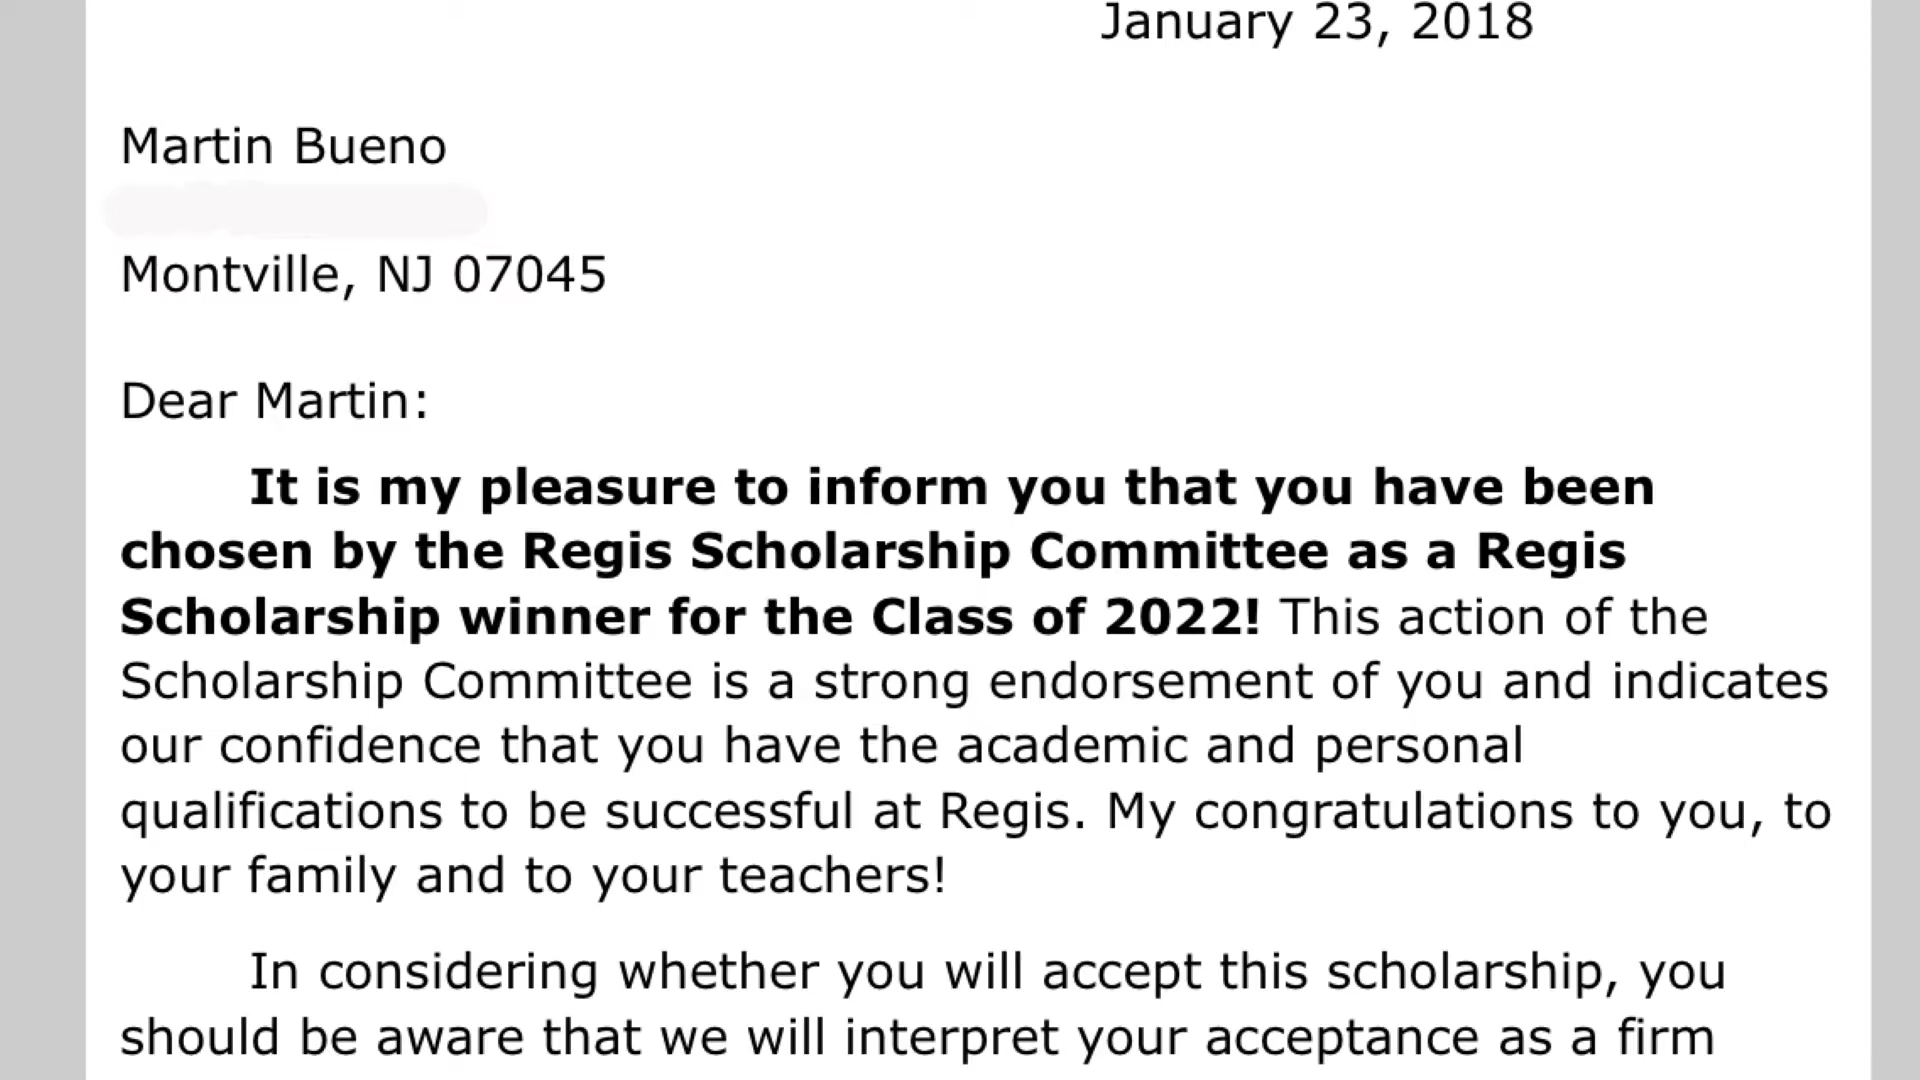 January 23, 2018
Martin Bueno
Montville, NJ 07045
Dear Martin:
It is my pleasure to inform you that you have been
chosen by the Regis Scholarship Committee as a Regis
Scholarship winner for the Class of 2022! This action of the
Scholarship Committee is a strong endorsement of you and indicates
our confidence that you have the academic and personal
qualifications to be successful at Regis. My congratulations to you, to
your family and to your teachers!
In considering whether you will accept this scholarship, you
should be aware that we will interpret your acceptance as a firm